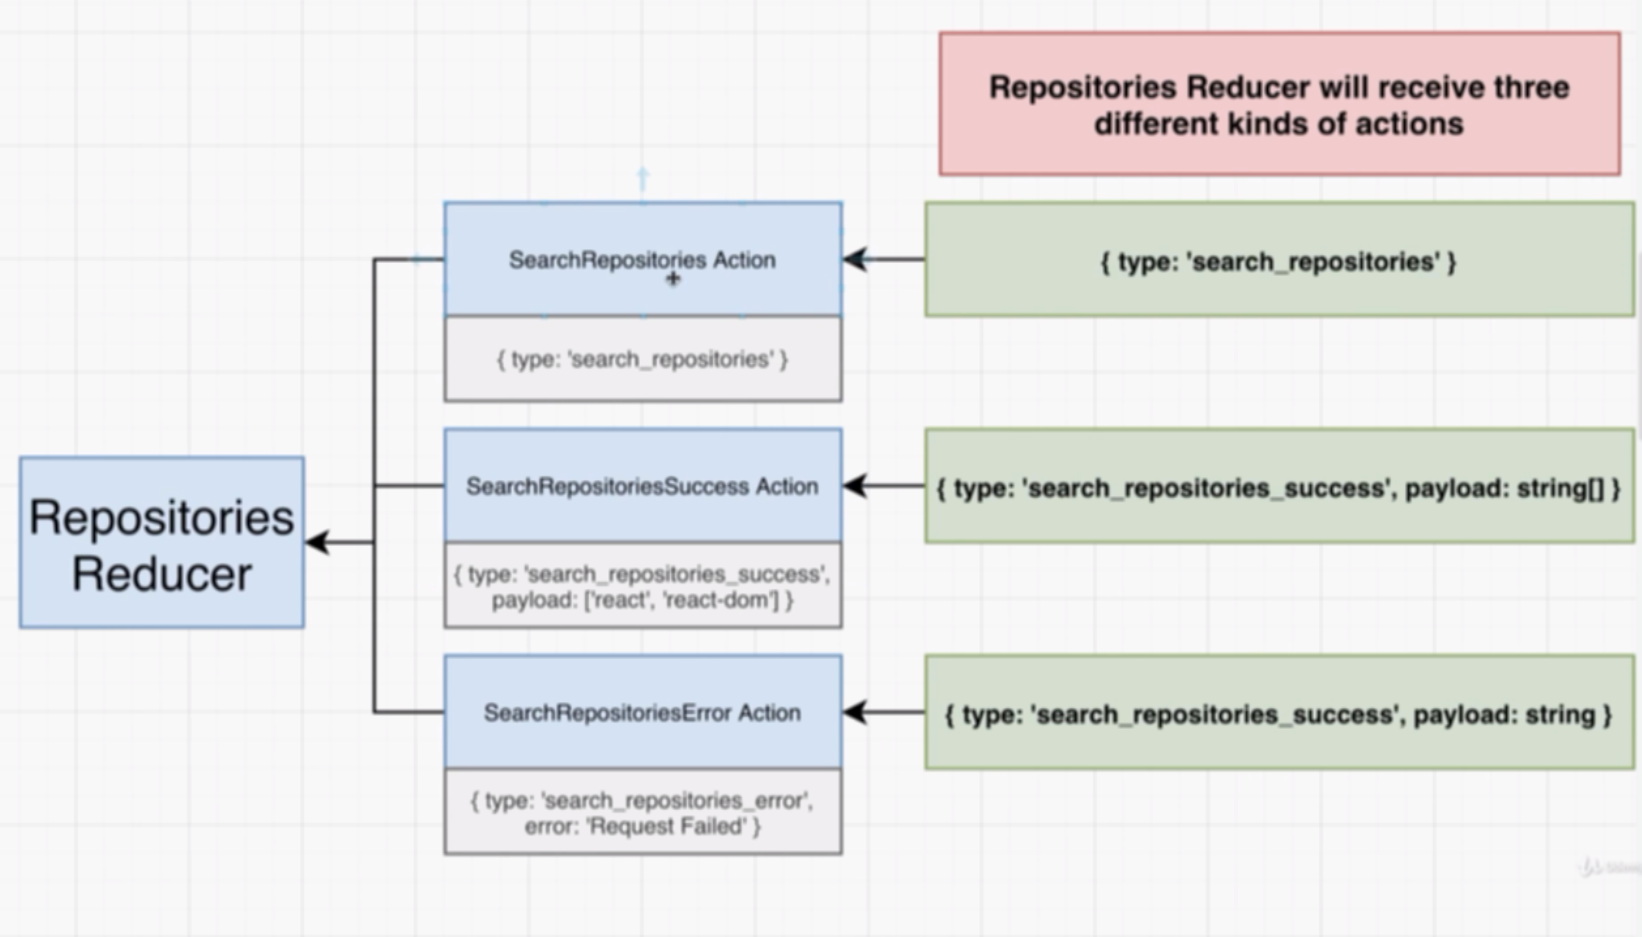 Repositories Reducer will receive three
different kinds of actions
SearchRepositories Action
{ type: 'search_repositories' }
{ type: 'search_repositories' }
SearchRepositoriesSuccess Action
{ type: 'search_repositories_success', payload: string[] }
{ type: 'search_repositories_success',
payload: ['react', 'react-dom'] }
Repositories
Reducer
SearchRepositoriesError Action
{ type: 'search_repositories_success', payload: string }
{ type: 'search_repositories_error',
error: 'Request Failed' }